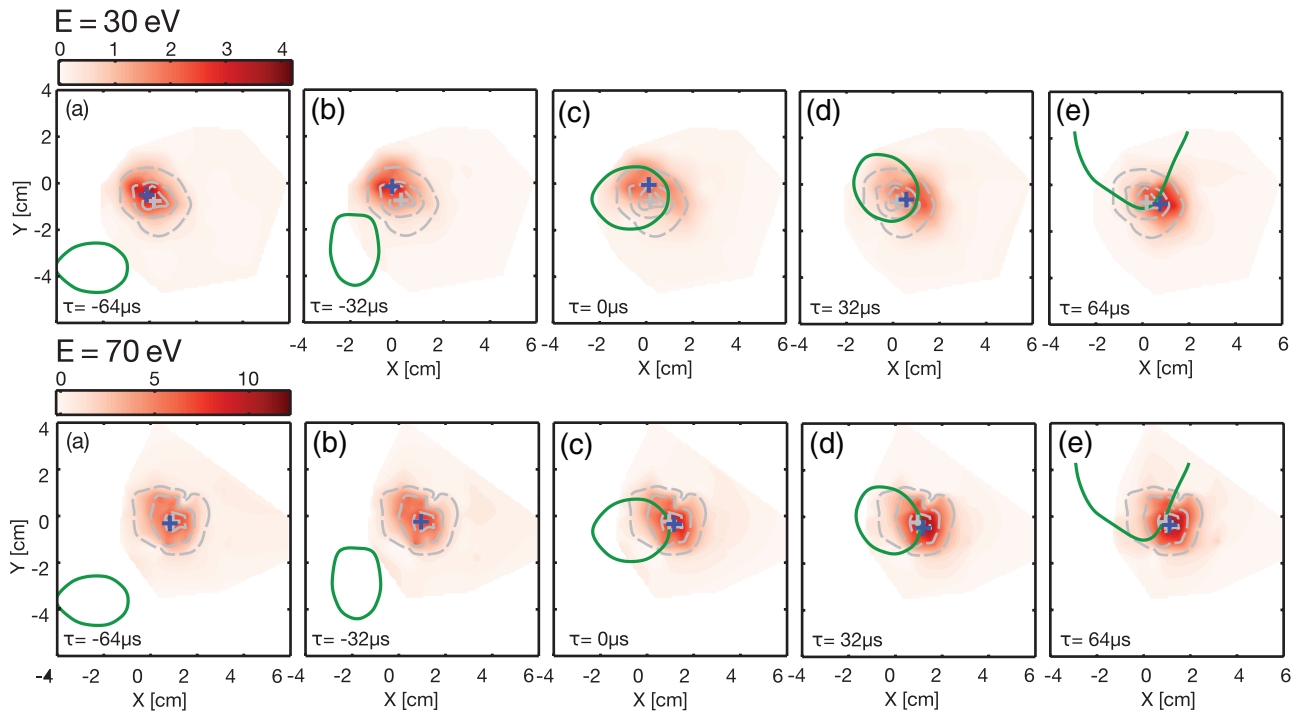 E = 30 eV
0 1 2 3 4
(a) (b) (c) (d) (e)
4
2
0
-2
-4
Y [cm]
τ= -64µs τ= -32µs τ= 0µs τ= 32µs τ= 64µs
-4 -2 0 2 4 6 -4 -2 0 2 4 6 -4 -2 0 2 4 6 -4 -2 0 2 4 6
X [cm] X [cm] X [cm] X [cm]
E = 70 eV
0 5 10
(a) (b) (c) (d) (e)
4
2
0
-2
-4
Y [cm]
τ= -64µs τ= -32µs τ= 0µs τ= 32µs τ= 64µs
-4 -2 0 2 4 6 -2 0 2 4 6 -4 -2 0 2 4 6 -4 -2 0 2 4 6 -4 -2 0 2 4 6
X [cm] X [cm] X [cm] X [cm] X [cm]